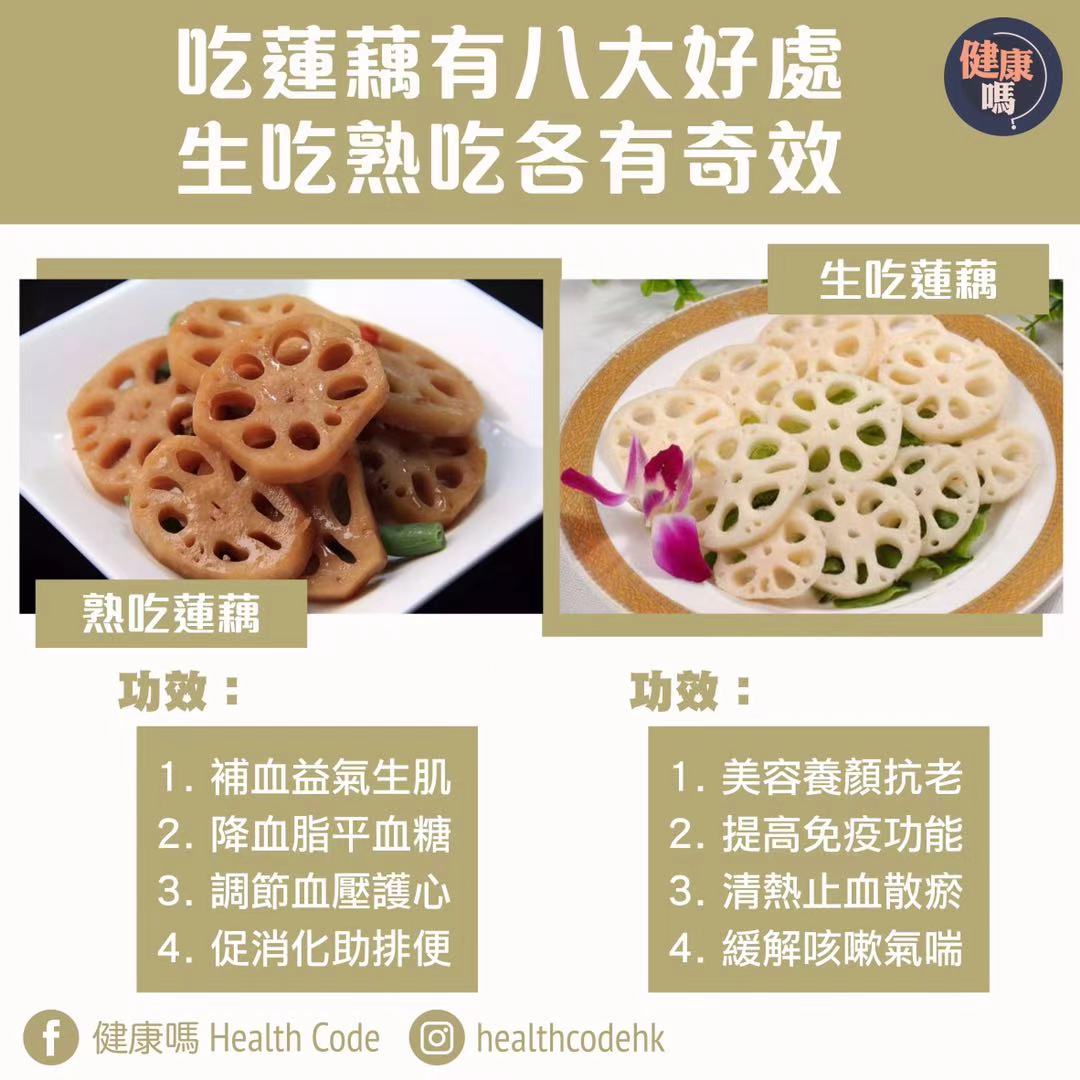 吃蓮藕有八大好處
生吃熟吃各有奇效
健康
嗎?
生吃蓮藕
熟吃蓮藕
功效：
1. 補血益氣生肌
2. 降血脂平血糖
3. 調節血壓護心
4. 促消化助排便
功效：
1. 美容養顏抗老
2. 提高免疫功能
3. 清熱止血散瘀
4. 緩解咳嗽氣喘
健康嗎 Health Code
healthcodehk